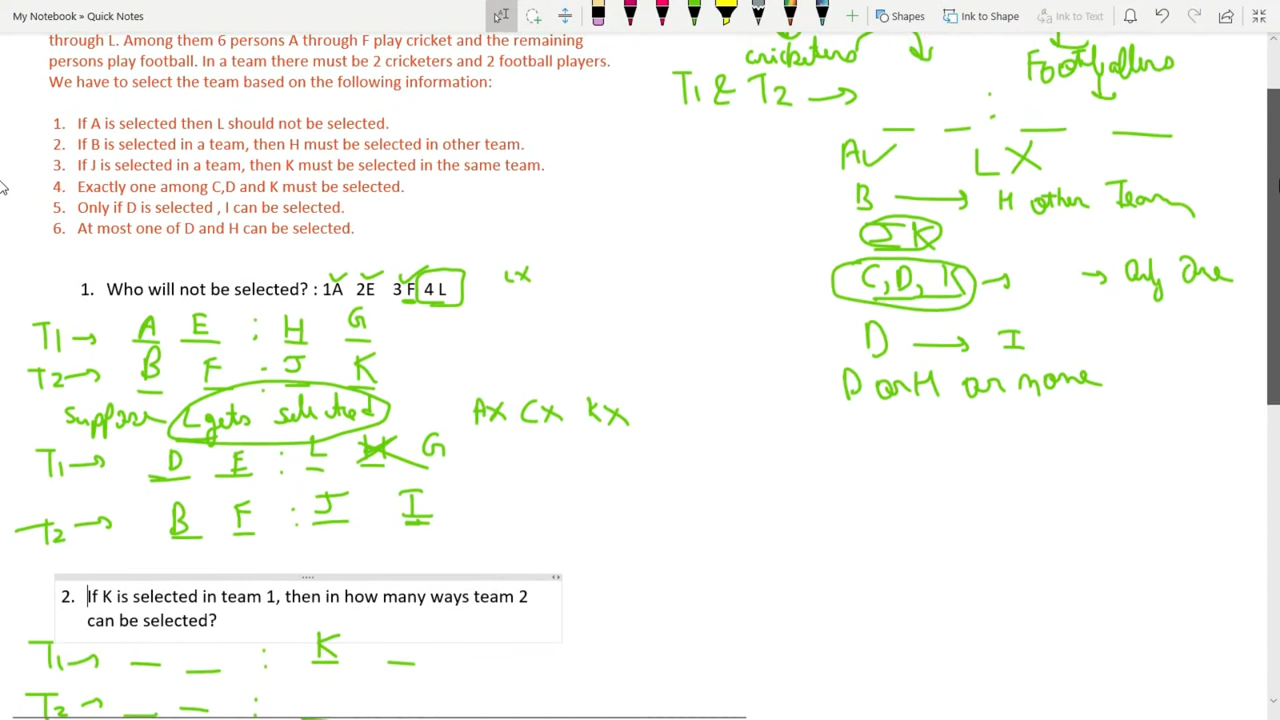 My Notebook » Quick Notes
Shapes
Ink to Shape
Ink to Text
through L. Among them 6 persons A through F play cricket and the remaining
persons play football. In a team there must be 2 cricketers and 2 football players.
We have to select the team based on the following information:
1. If A is selected then L should not be selected.
2. If B is selected in a team, then H must be selected in other team.
3. If J is selected in a team, then K must be selected in the same team.
4. Exactly one among C,D and K must be selected.
5. Only if D is selected , I can be selected.
6. At most one of D and H can be selected.
1. Who will not be selected? : 1A 2E 3 F 4 L
LX
T1 → A E : H G
T2 → B F : J K
Suppose L gets selected AX CX KX
T1 → D E : L H G
T2 → B F : J I
2. If K is selected in team 1, then in how many ways team 2
can be selected?
T1 → _ _ : K _
T2 → _ _ :
cricketers
Footballers
T1 & T2 →
_ _ : _ _
A✓ L X
B → H other Team
J K
C, D, K → → Only One
D → I
D or H or none